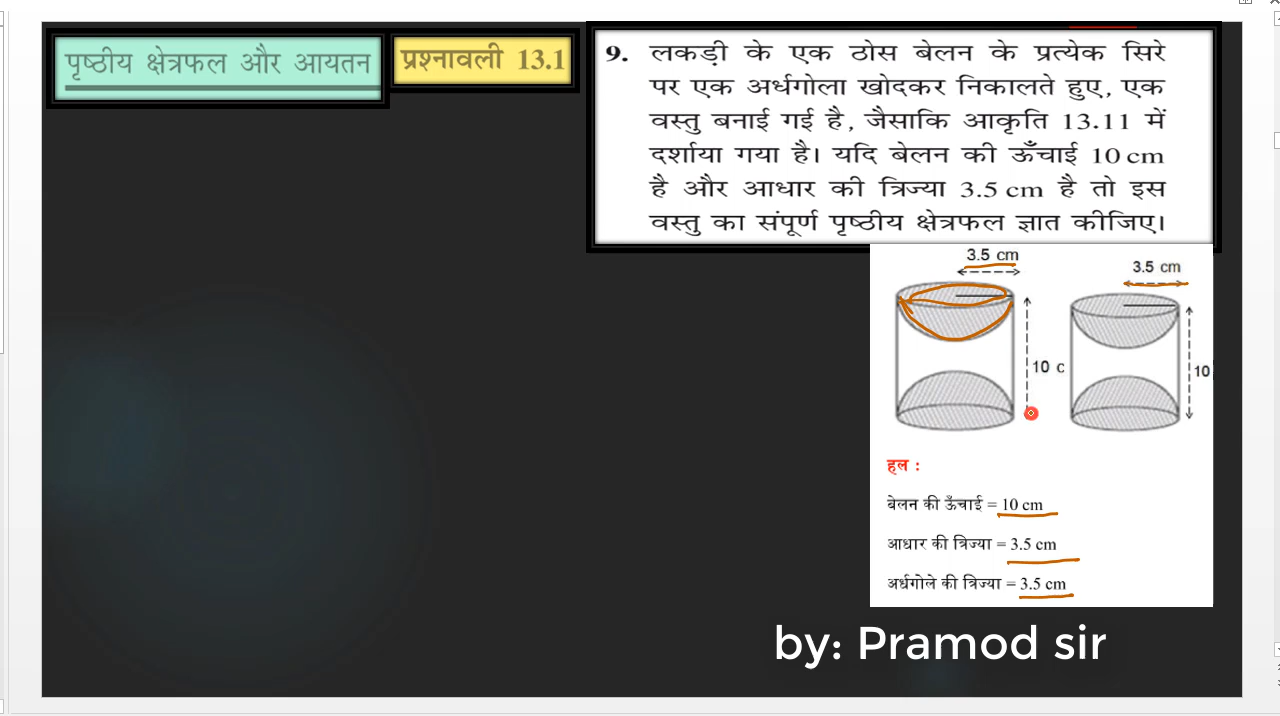 पृष्ठीय क्षेत्रफल और आयतन
प्रश्नावली 13.1
9. लकड़ी के एक ठोस बेलन के प्रत्येक सिरे
पर एक अर्धगोला खोदकर निकालते हुए, एक
वस्तु बनाई गई है, जैसाकि आकृति 13.11 में
दर्शाया गया है। यदि बेलन की ऊँचाई 10 cm
है और आधार की त्रिज्या 3.5 cm है तो इस
वस्तु का संपूर्ण पृष्ठीय क्षेत्रफल ज्ञात कीजिए।
3.5 cm
3.5 cm
10 c
10
हल :
बेलन की ऊँचाई = 10 cm
आधार की त्रिज्या = 3.5 cm
अर्धगोले की त्रिज्या = 3.5 cm
by: Pramod sir